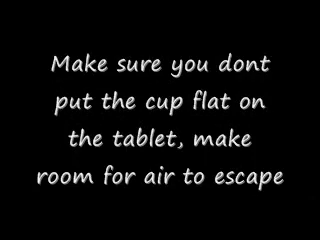 Make sure you dont
put the cup flat on
the tablet, make
room for air to escape